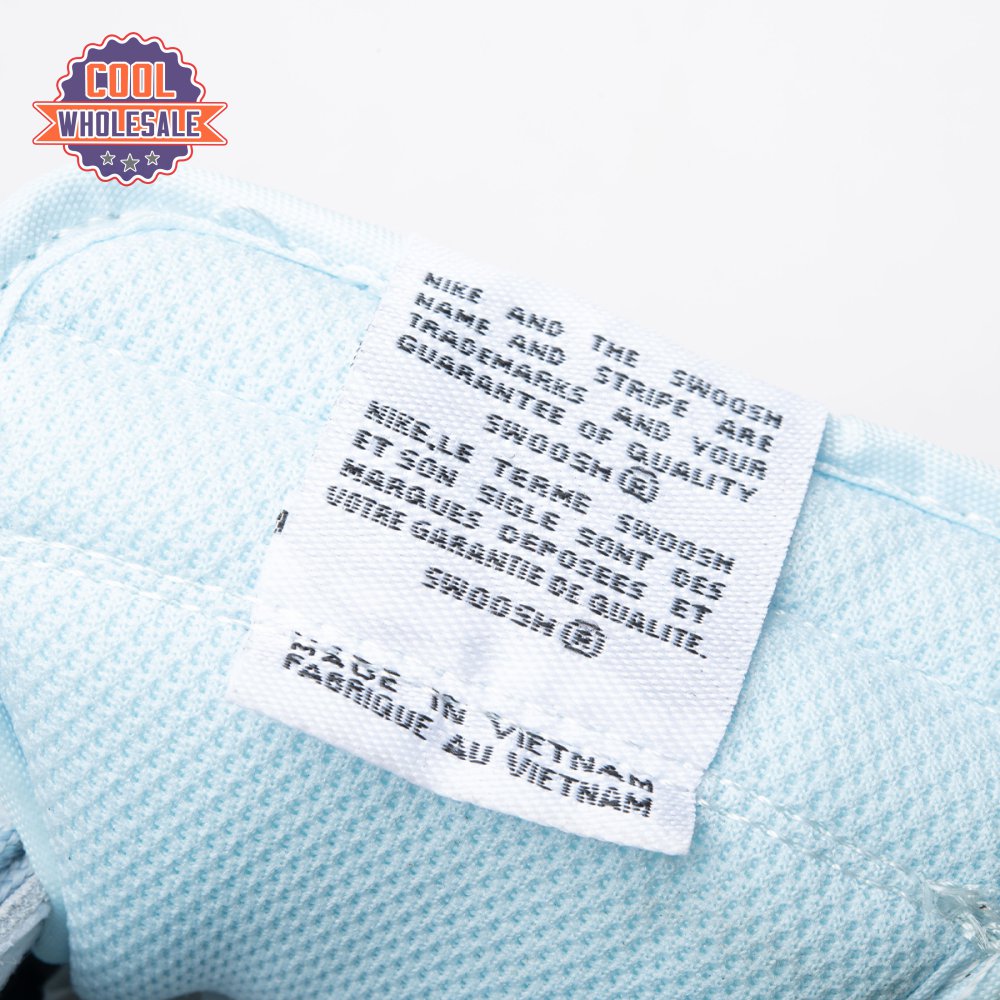 COOL
WHOLESALE
NIKE AND THE SWOOSH
NAME AND STRIPE ARE
TRADEMARKS AND YOUR
GUARANTEE OF QUALITY
SWOOSH ®
NIKE,LE TERME SWOOSH
ET SON SIGLE SONT DES
MARQUES DEPOSEES ET
VOTRE GARANTIE DE QUALITE.
SWOOSH ®
MADE IN VIETNAM
FABRIQUE AU VIETNAM